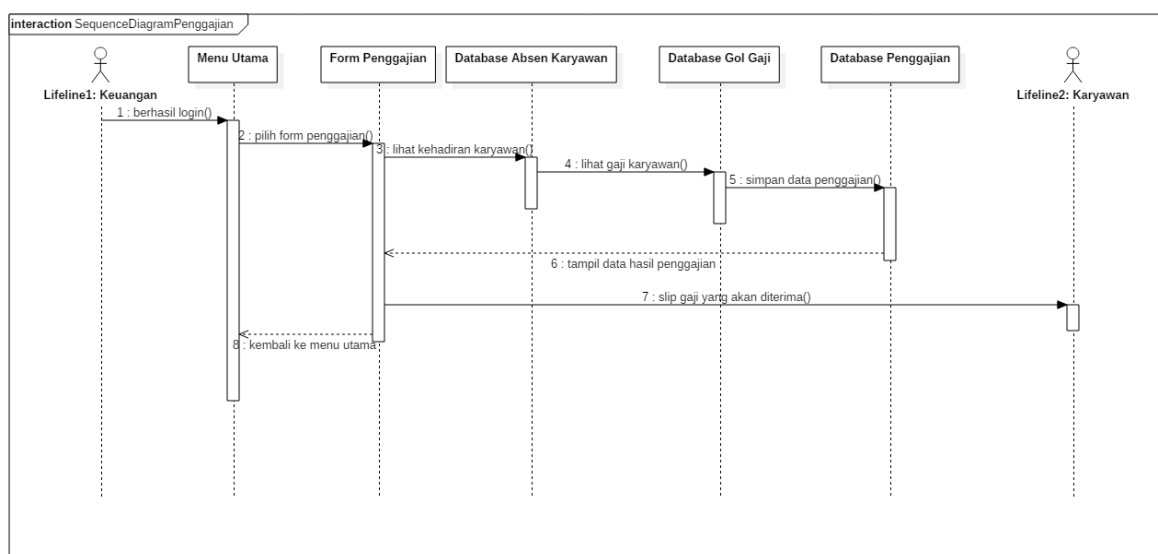 interaction SequenceDiagramPenggajian
Menu Utama
Form Penggajian
Database Absen Karyawan
Database Gol Gaji
Database Penggajian
Lifeline1: Keuangan
Lifeline2: Karyawan
1 : berhasil login()
2 : pilih form penggajian()
3 : lihat kehadiran karyawan()
4 : lihat gaji karyawan()
5 : simpan data penggajian()
6 : tampil data hasil penggajian
7 : slip gaji yang akan diterima()
8 : kembali ke menu utama